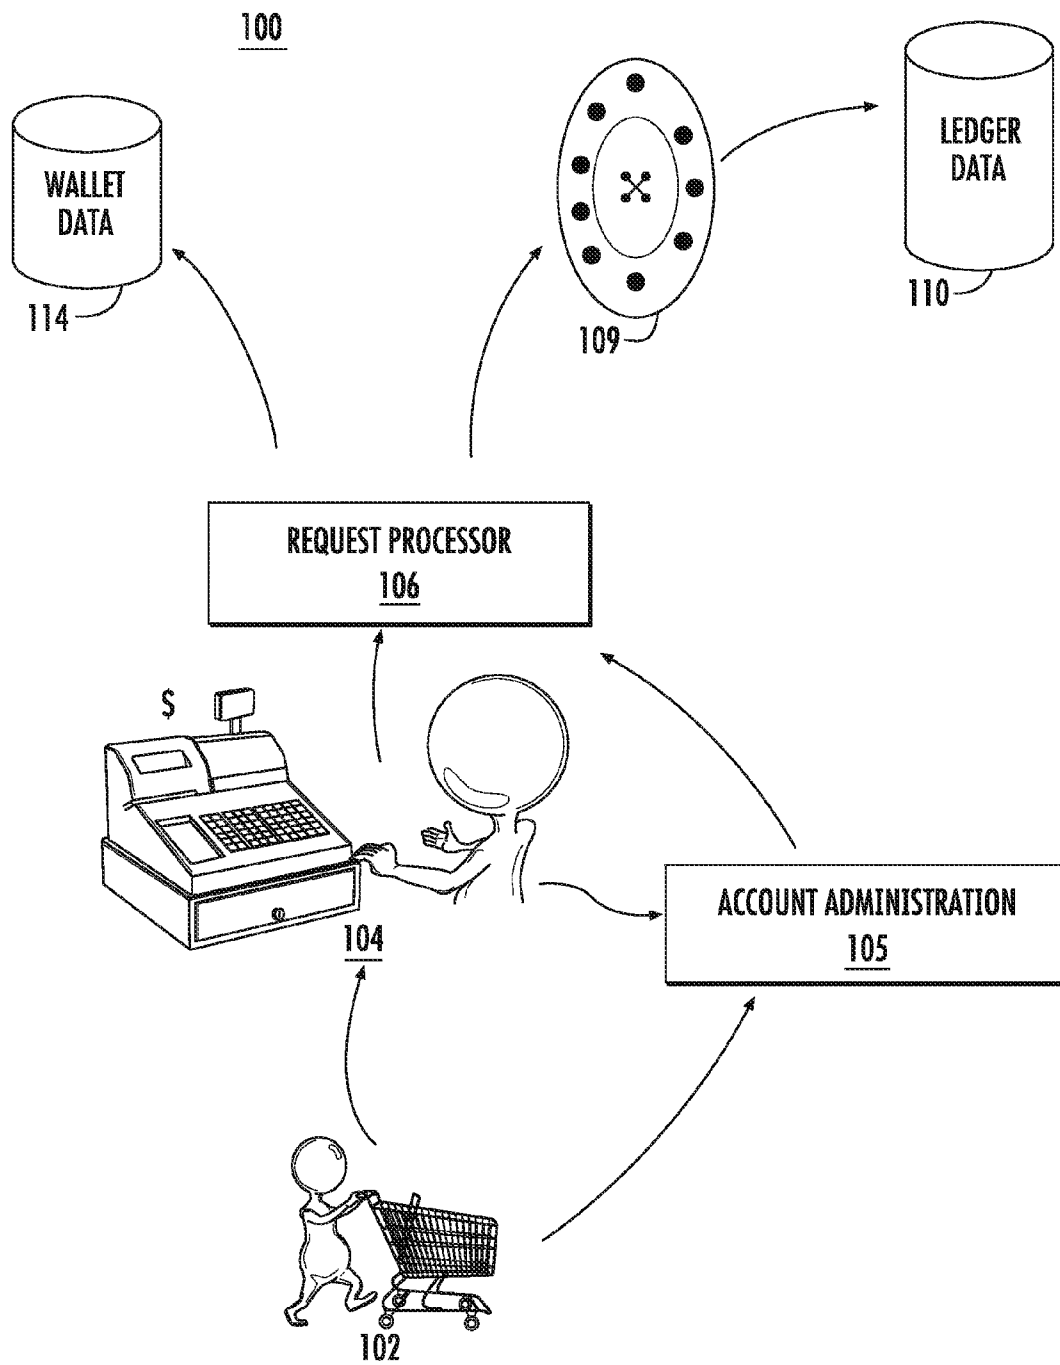 100
WALLET
DATA
114
109
LEDGER
DATA
110
REQUEST PROCESSOR
106
$
104
ACCOUNT ADMINISTRATION
105
102